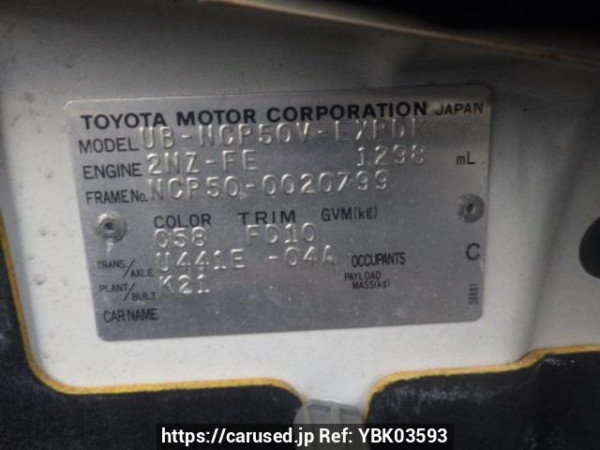 TOYOTA MOTOR CORPORATION JAPAN
MODEL UB-NCP50V-EXPDK
ENGINE 2NZ-FE 1298 mL
FRAME No. NCP50-0020799
COLOR TRIM GVM(kg)
058 FD10
TRANS./AXLE U441E -04A OCCUPANTS C
PLANT/BUILT K21 PAYLOAD MASS(kg)
CAR NAME
https://carused.jp Ref: YBK03593